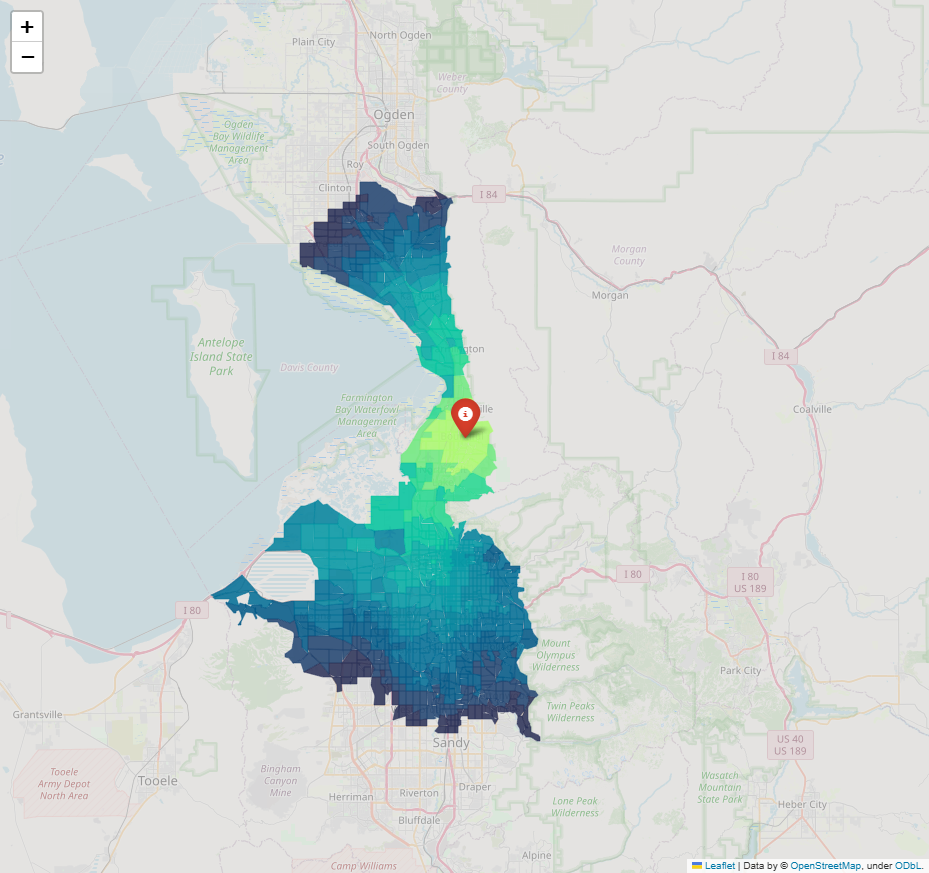 +
−
Plain City
North Ogden
Weber
County
Ogden
Ogden
Bay Wildlife
Management
Area
South Ogden
Roy
Clinton
I 84
Morgan
County
Morgan
Antelope
Island State
Park
Davis County
ngton
I 84
Farmington
Bay Waterfowl
Management
Area
ille
Coalville
I 80
I 80
US 189
I 80
Mount
Olympus
Wilderness
Park City
Grantsville
Twin Peaks
Wilderness
Sandy
US 40
US 189
Tooele
Army Depot
North Area
Tooele
Bingham
Canyon
Mine
Herriman
Riverton
Draper
Bluffdale
Wasatch
Mountain
State Park
Lone Peak
Wilderness
Heber City
Alpine
Camp Williams
Leaflet | Data by © OpenStreetMap, under ODbL.